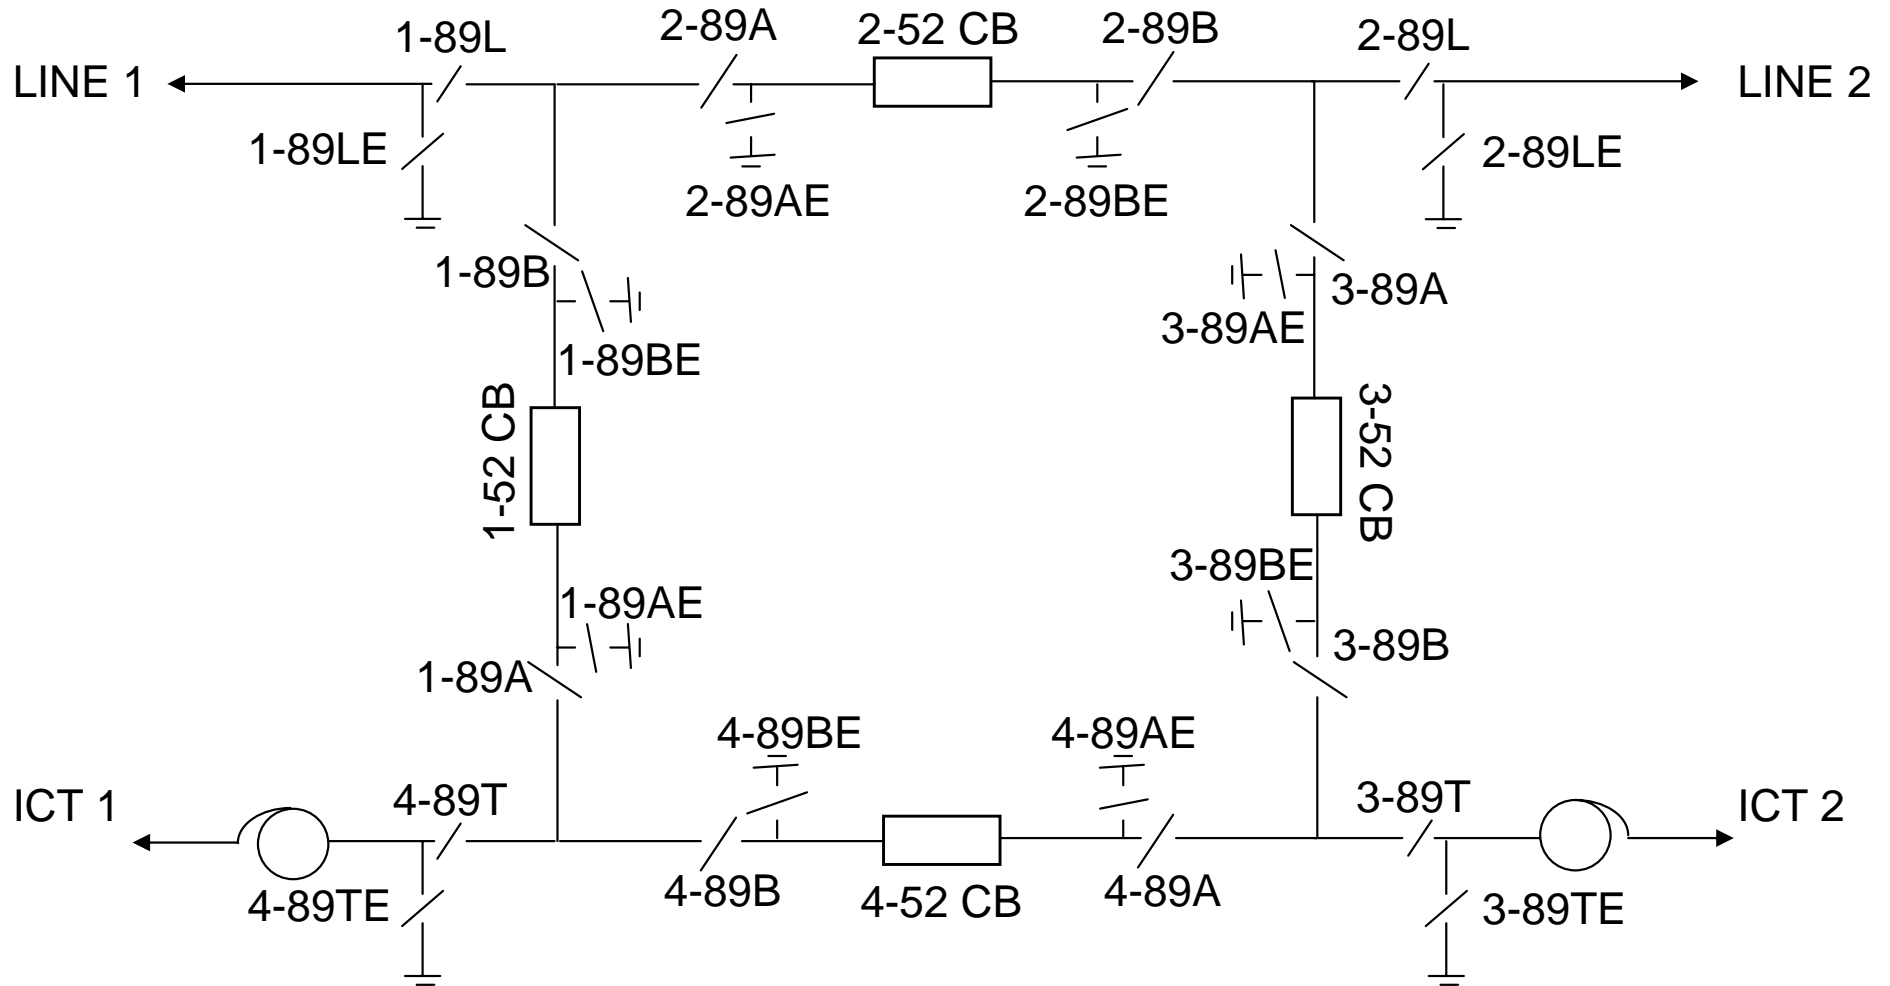 1-89L
2-89A
2-52 CB
2-89B
2-89L
LINE 1
LINE 2
1-89LE
2-89AE
2-89BE
2-89LE
1-89B
3-89A
1-89BE
3-89AE
1-52 CB
3-52 CB
1-89AE
3-89BE
1-89A
3-89B
4-89BE
4-89AE
ICT 1
4-89T
3-89T
ICT 2
4-89TE
4-89B
4-52 CB
4-89A
3-89TE